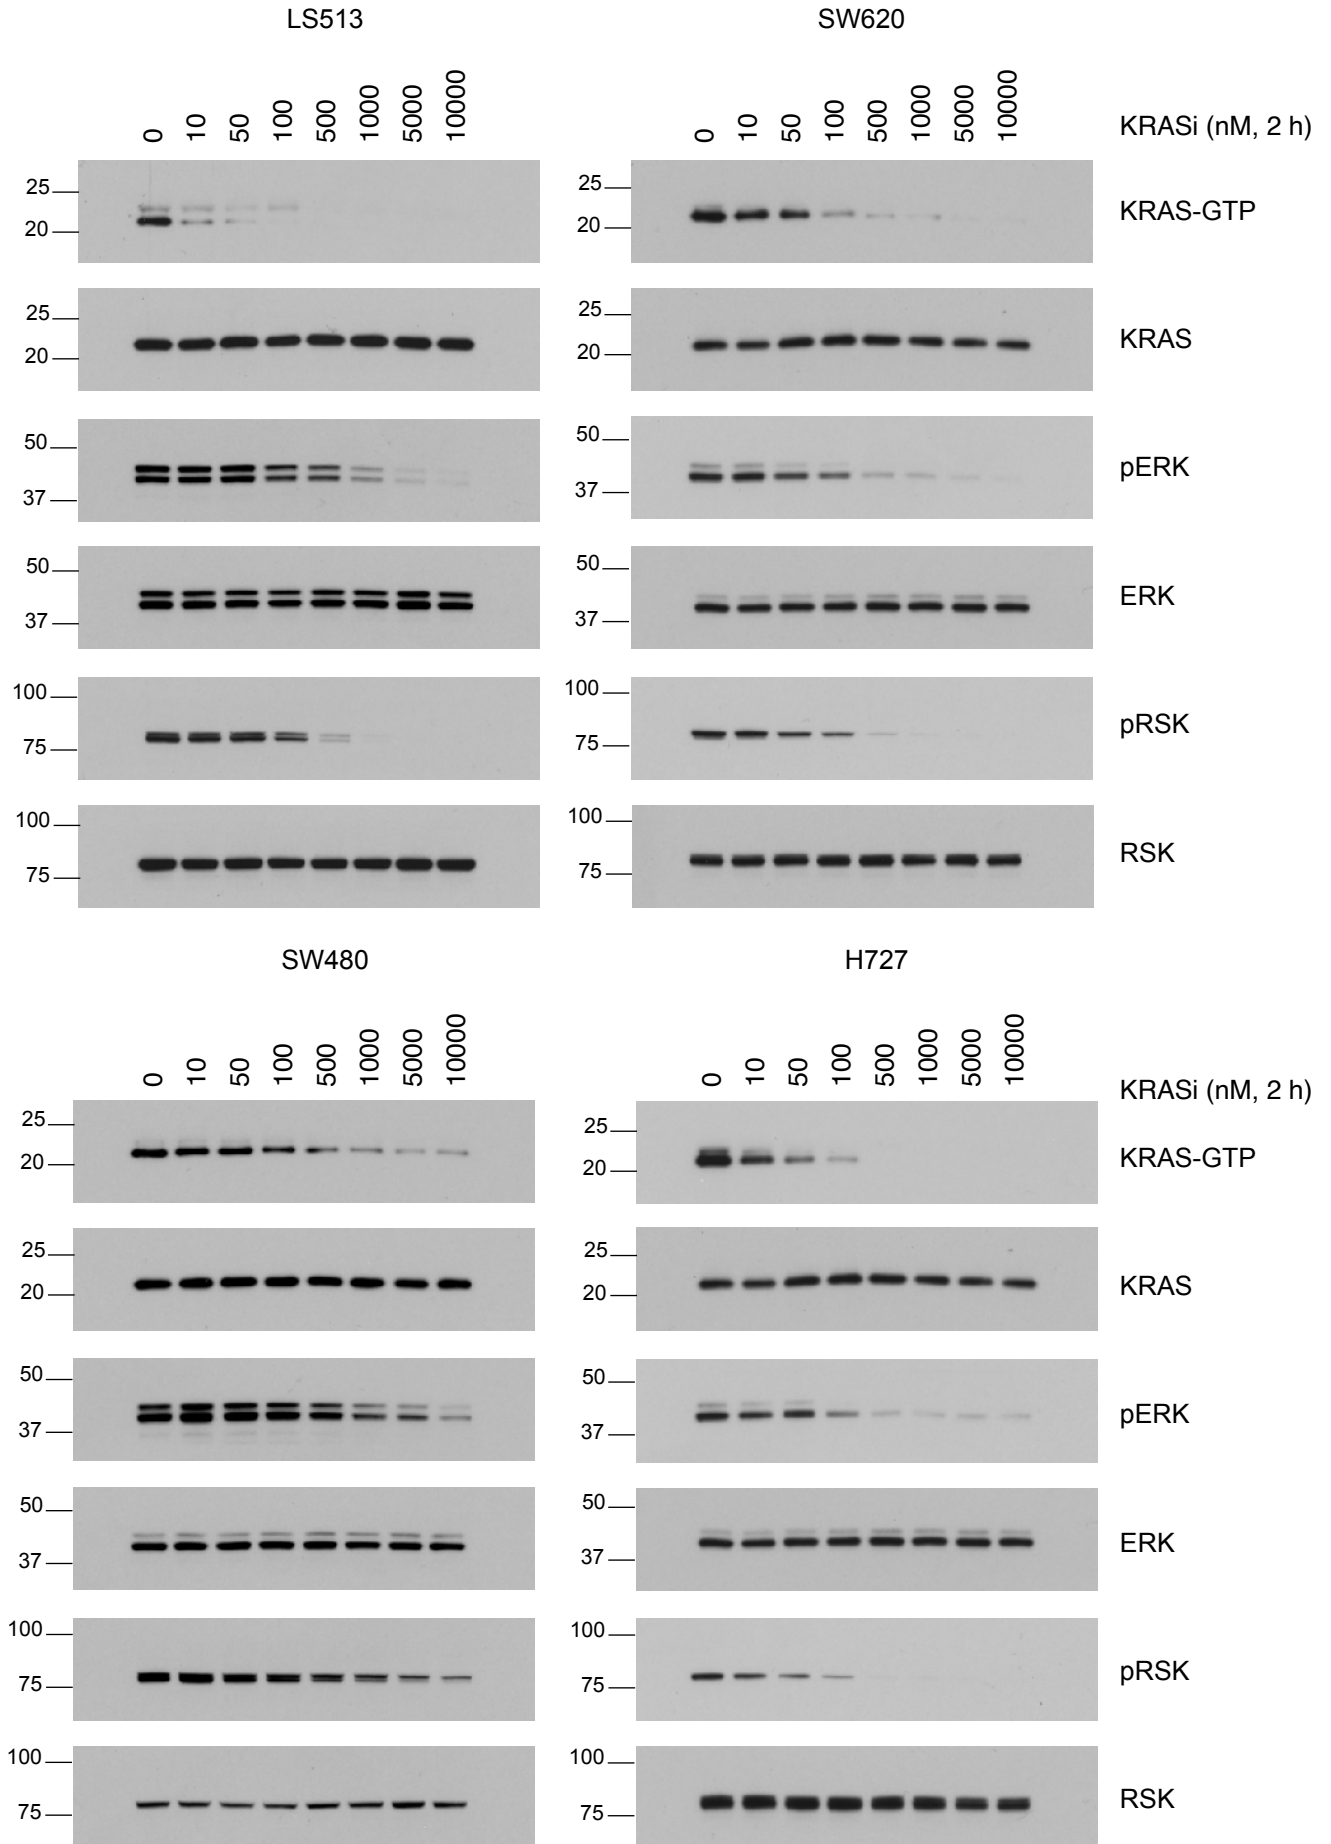 LS513 SW620
0 10 50 100 500 1000 5000 10000 0 10 50 100 500 1000 5000 10000 KRASi (nM, 2 h)
25 25
20 20 KRAS-GTP
25 25
20 20 KRAS
50 50
37 37 pERK
50 50
37 37 ERK
100 100
75 75 pRSK
100 100
75 75 RSK
SW480 H727
0 10 50 100 500 1000 5000 10000 0 10 50 100 500 1000 5000 10000 KRASi (nM, 2 h)
25 25
20 20 KRAS-GTP
25 25
20 20 KRAS
50 50
37 37 pERK
50 50
37 37 ERK
100 100
75 75 pRSK
100 100
75 75 RSK